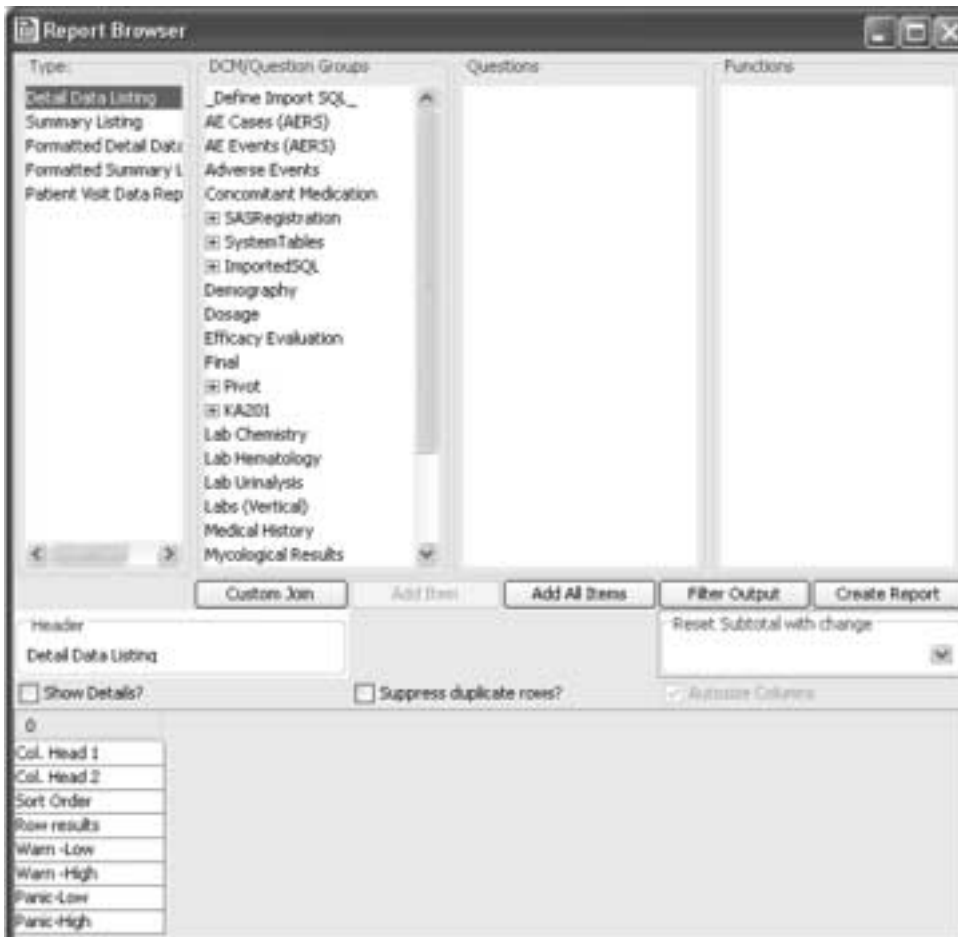 Report Browser
Type:
Detail Data Listing
Summary Listing
Formatted Detail Data
Formatted Summary L
Patient Visit Data Rep
DCM/Question Groups
_Define Import SQL_
AE Cases (AERS)
AE Events (AERS)
Adverse Events
Concomitant Medication
SASRegistration
SystemTables
ImportedSQL
Demography
Dosage
Efficacy Evaluation
Final
Pivot
KA201
Lab Chemistry
Lab Hematology
Lab Urinalysis
Labs (Vertical)
Medical History
Mycological Results
Questions
Functions
Custom Join
Add Item
Add All Items
Filter Output
Create Report
Header
Detail Data Listing
Reset Subtotal with change
Show Details?
Suppress duplicate rows?
Autosize Columns
0
Col. Head 1
Col. Head 2
Sort Order
Row results
Warn -Low
Warn -High
Panic-Low
Panic-High